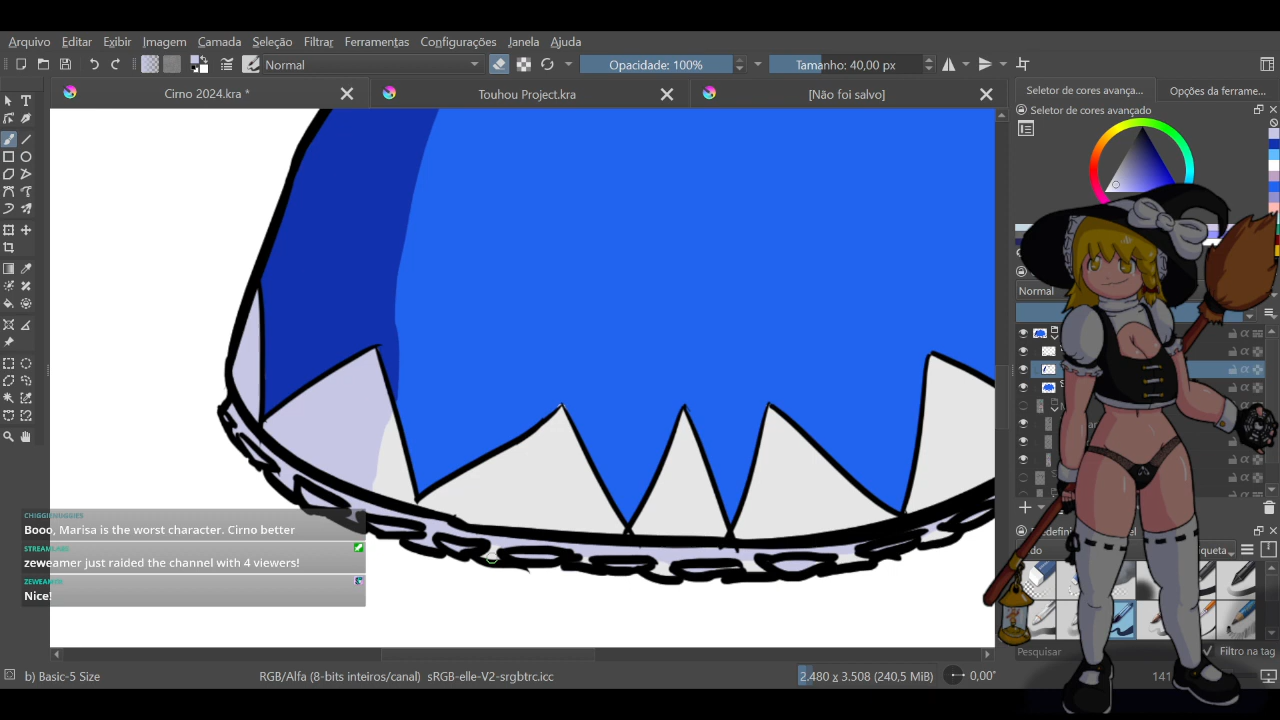 Arquivo Editar Exibir Imagem Camada Seleção Filtrar Ferramentas Configurações Janela Ajuda
Normal Opacidade: 100% Tamanho: 40,00 px
Cirno 2024.kra * Touhou Project.kra [Não foi salvo]
Seletor de cores avança... Opções da ferrame...
Seletor de cores avançado
Normal
Booo, Marisa is the worst character. Cirno better
zeweamer just raided the channel with 4 viewers!
ZEWEAMER
Nice!
Pesquisar Filtro na tag
b) Basic-5 Size RGB/Alfa (8-bits inteiros/canal) sRGB-elle-V2-srgbtrc.icc 2.480 x 3.508 (240,5 MiB) 0,00° 141